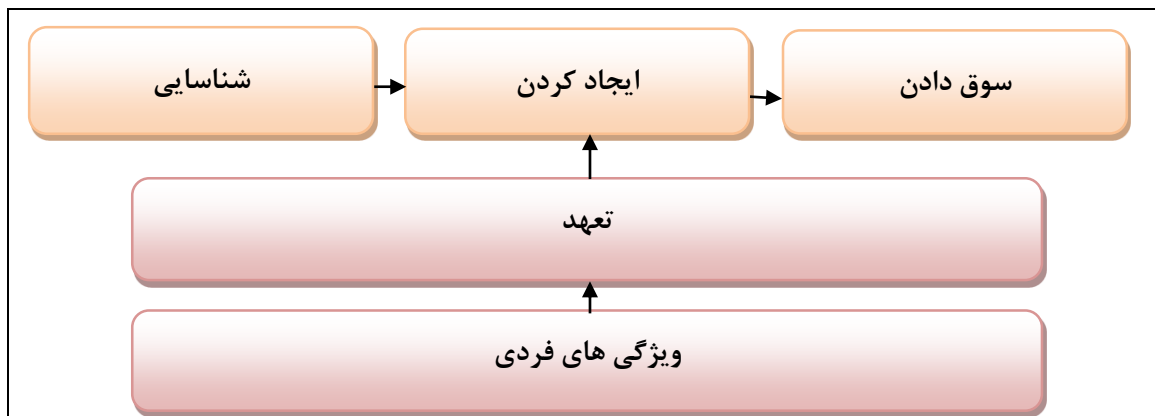 شناسایی
ایجاد کردن
سوق دادن
تعهد
ویژگی های فردی